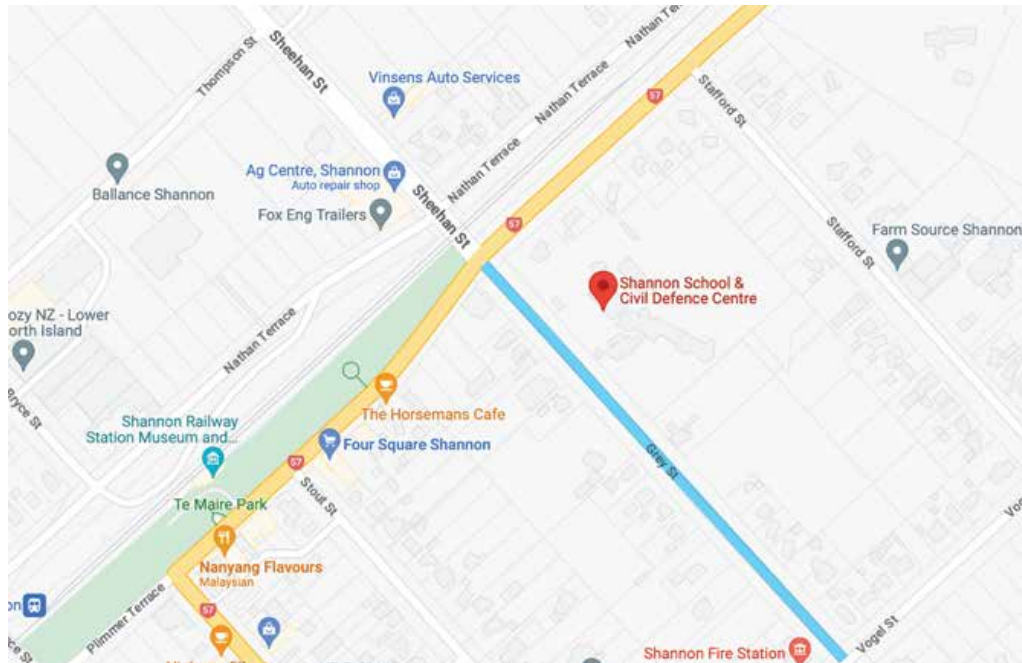 Sheehan St
Nathan Terrace
Thompson St
Vinsens Auto Services
57
Stafford St
Nathan Terrace
Ballance Shannon
Ag Centre, Shannon
Auto repair shop
Nathan Terrace
Fox Eng Trailers
Sheehan St
57
Farm Source Shannon
Stafford St
Shannon School &
Civil Defence Centre
ozy NZ - Lower
orth Island
Nathan Terrace
Bryce St
The Horsemans Cafe
Shannon Railway
Station Museum and...
Four Square Shannon
57
Grey St
Stout St
Te Maire Park
Nanyang Flavours
Malaysian
Plimmer Terrace
57
Vogel St
Shannon Fire Station